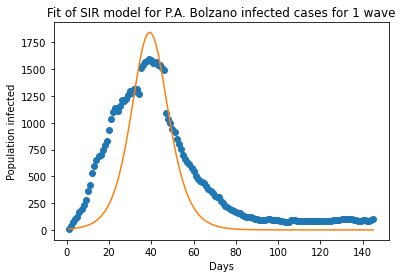 Fit of SIR model for P.A. Bolzano infected cases for 1 wave
1750
1500
1250
1000
750
500
250
0
Population infected
0 20 40 60 80 100 120 140
Days